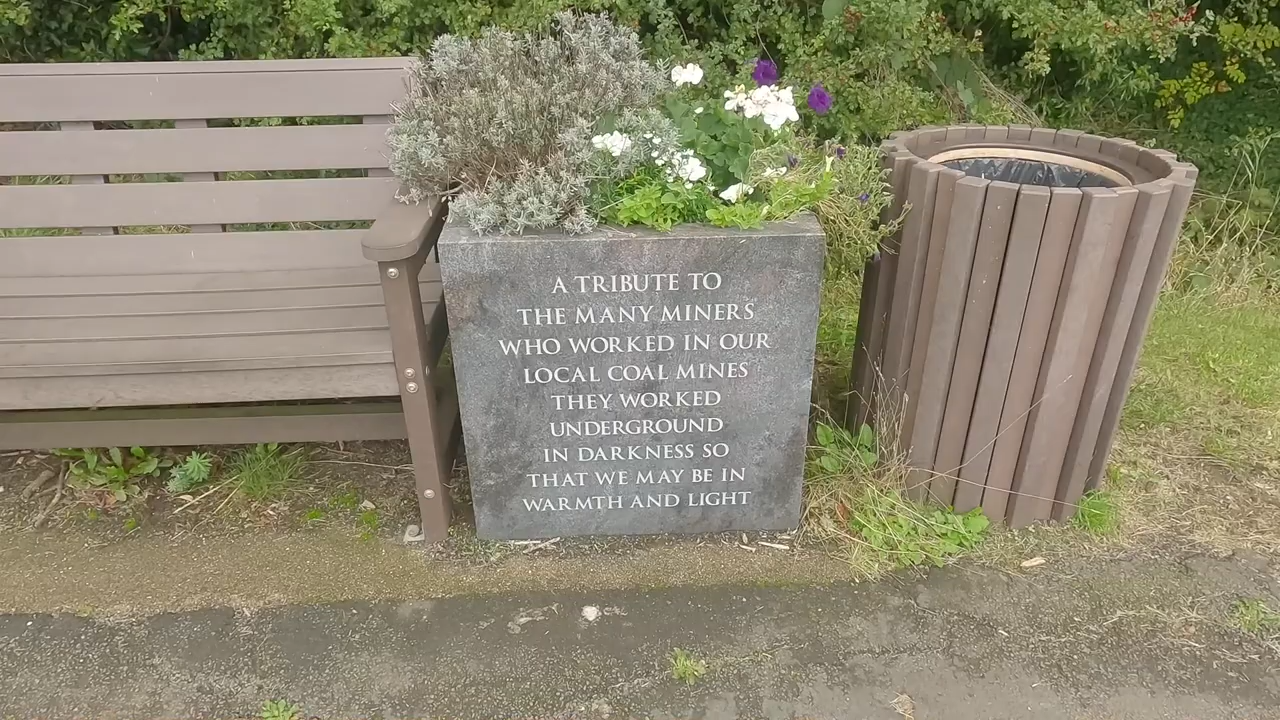 A TRIBUTE TO
THE MANY MINERS
WHO WORKED IN OUR
LOCAL COAL MINES
THEY WORKED
UNDERGROUND
IN DARKNESS SO
THAT WE MAY BE IN
WARMTH AND LIGHT